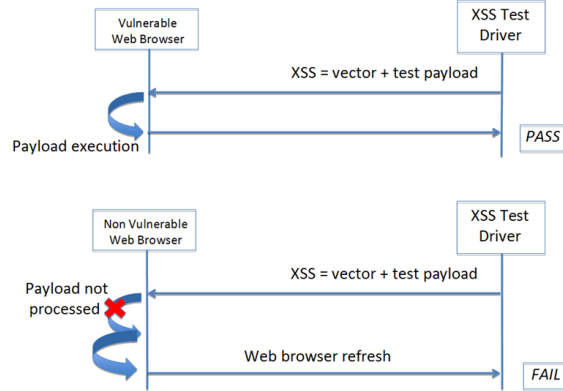 Vulnerable
Web Browser
XSS Test
Driver
XSS = vector + test payload
Payload execution
PASS
Non Vulnerable
Web Browser
XSS Test
Driver
XSS = vector + test payload
Payload not
processed
Web browser refresh
FAIL